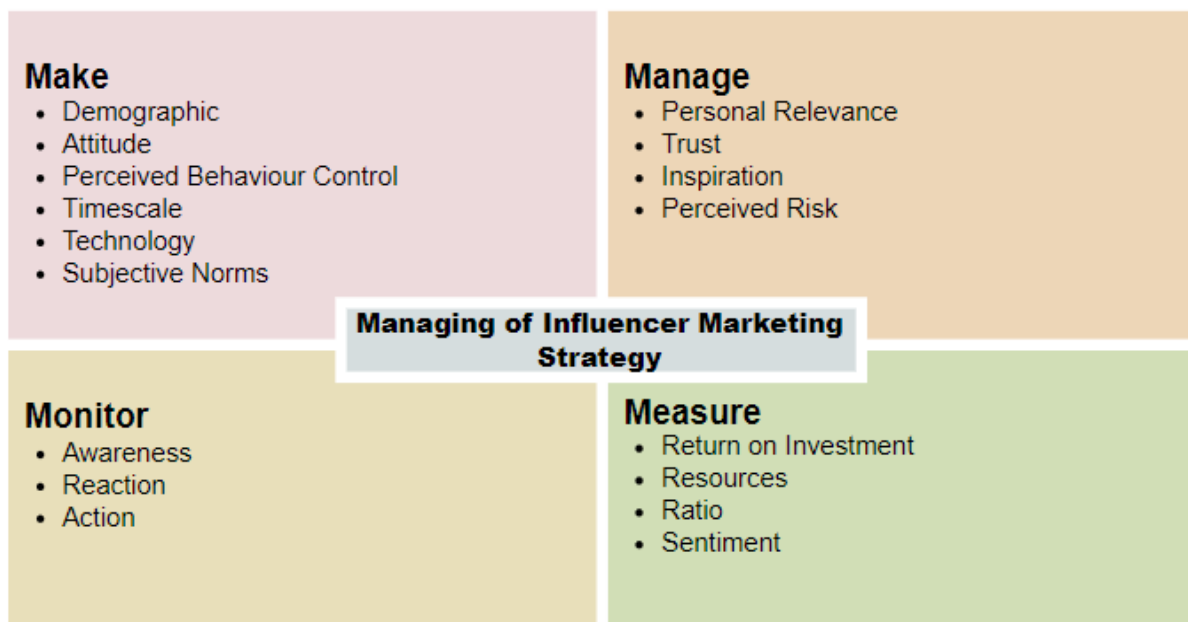 Make
• Demographic
• Attitude
• Perceived Behaviour Control
• Timescale
• Technology
• Subjective Norms
Manage
• Personal Relevance
• Trust
• Inspiration
• Perceived Risk
Managing of Influencer Marketing
Strategy
Monitor
• Awareness
• Reaction
• Action
Measure
• Return on Investment
• Resources
• Ratio
• Sentiment